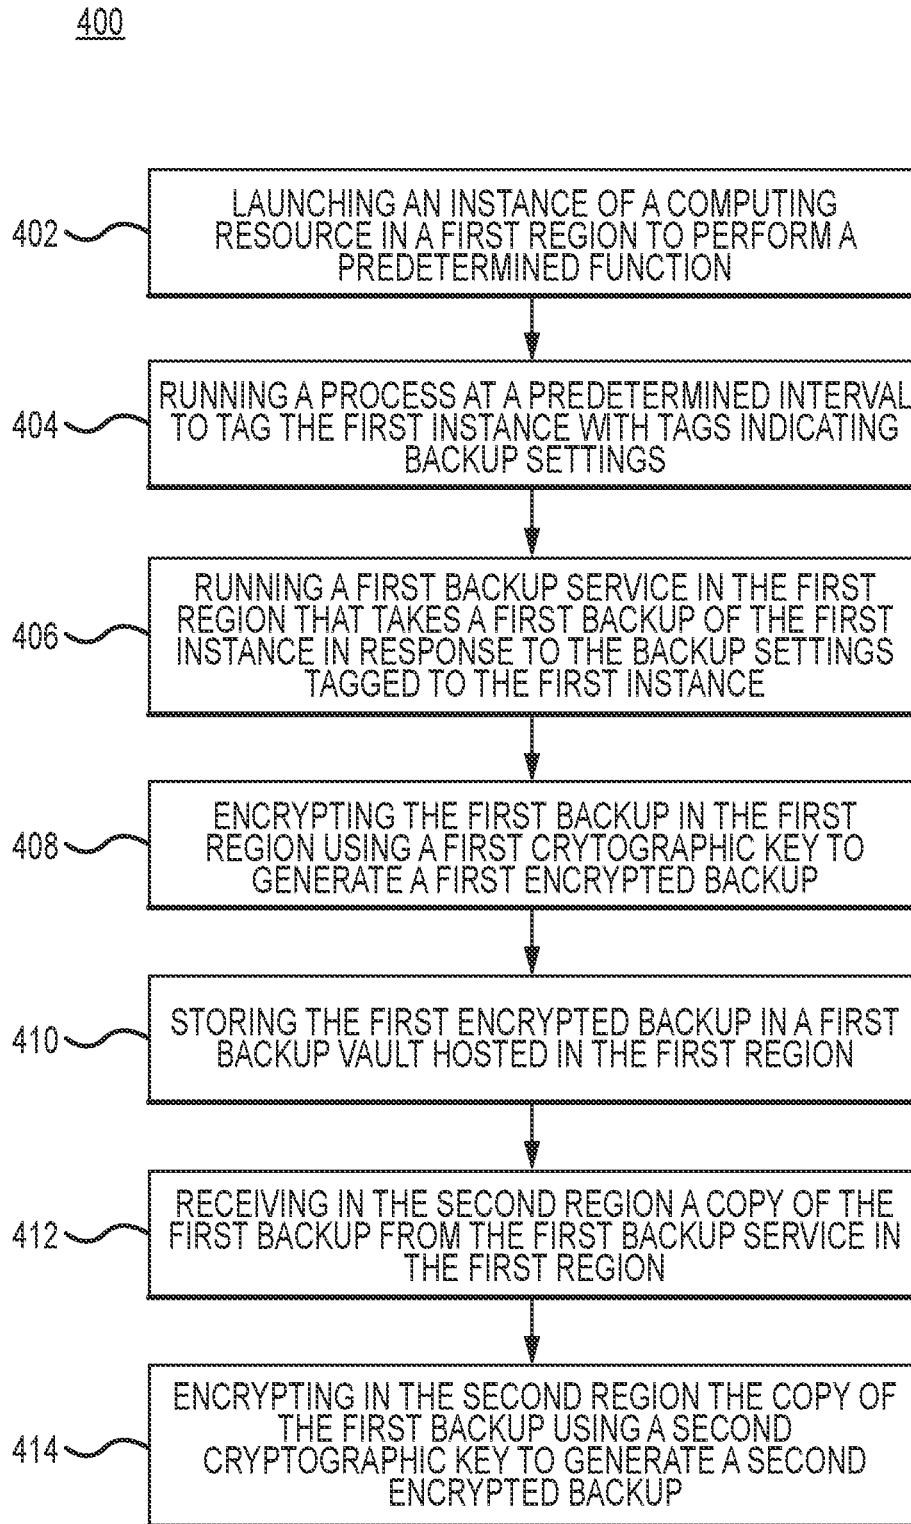 400
402
LAUNCHING AN INSTANCE OF A COMPUTING
RESOURCE IN A FIRST REGION TO PERFORM A
PREDETERMINED FUNCTION
404
RUNNING A PROCESS AT A PREDETERMINED INTERVAL
TO TAG THE FIRST INSTANCE WITH TAGS INDICATING
BACKUP SETTINGS
406
RUNNING A FIRST BACKUP SERVICE IN THE FIRST
REGION THAT TAKES A FIRST BACKUP OF THE FIRST
INSTANCE IN RESPONSE TO THE BACKUP SETTINGS
TAGGED TO THE FIRST INSTANCE
408
ENCRYPTING THE FIRST BACKUP IN THE FIRST
REGION USING A FIRST CRYTOGRAPHIC KEY TO
GENERATE A FIRST ENCRYPTED BACKUP
410
STORING THE FIRST ENCRYPTED BACKUP IN A FIRST
BACKUP VAULT HOSTED IN THE FIRST REGION
412
RECEIVING IN THE SECOND REGION A COPY OF THE
FIRST BACKUP FROM THE FIRST BACKUP SERVICE IN
THE FIRST REGION
414
ENCRYPTING IN THE SECOND REGION THE COPY OF
THE FIRST BACKUP USING A SECOND
CRYPTOGRAPHIC KEY TO GENERATE A SECOND
ENCRYPTED BACKUP